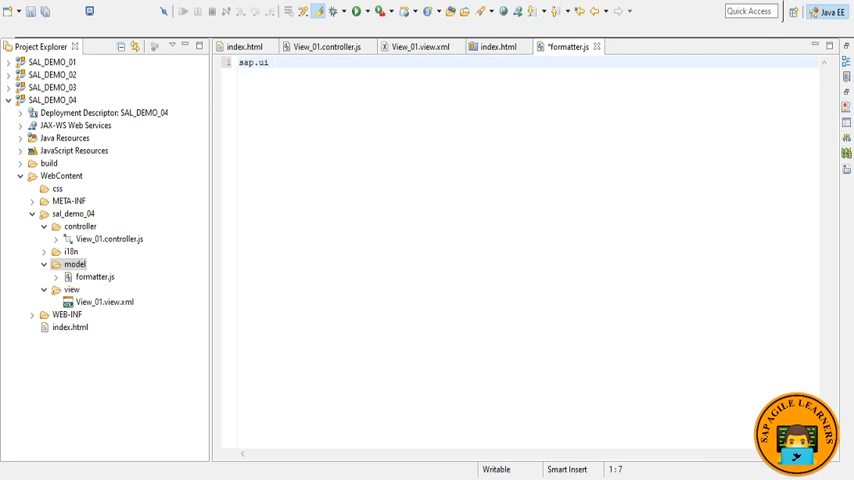 Quick Access
Java EE
Project Explorer
index.html
View_01.controller.js
View_01.view.xml
index.html
*formatter.js
SAL_DEMO_01
SAL_DEMO_02
SAL_DEMO_03
SAL_DEMO_04
Deployment Descriptor: SAL_DEMO_04
JAX-WS Web Services
Java Resources
JavaScript Resources
build
WebContent
css
META-INF
sal_demo_04
controller
View_01.controller.js
i18n
model
formatter.js
view
View_01.view.xml
WEB-INF
index.html
1 sap.ui
SAP AGILE LEARNERS
Writable
Smart Insert
1 : 7